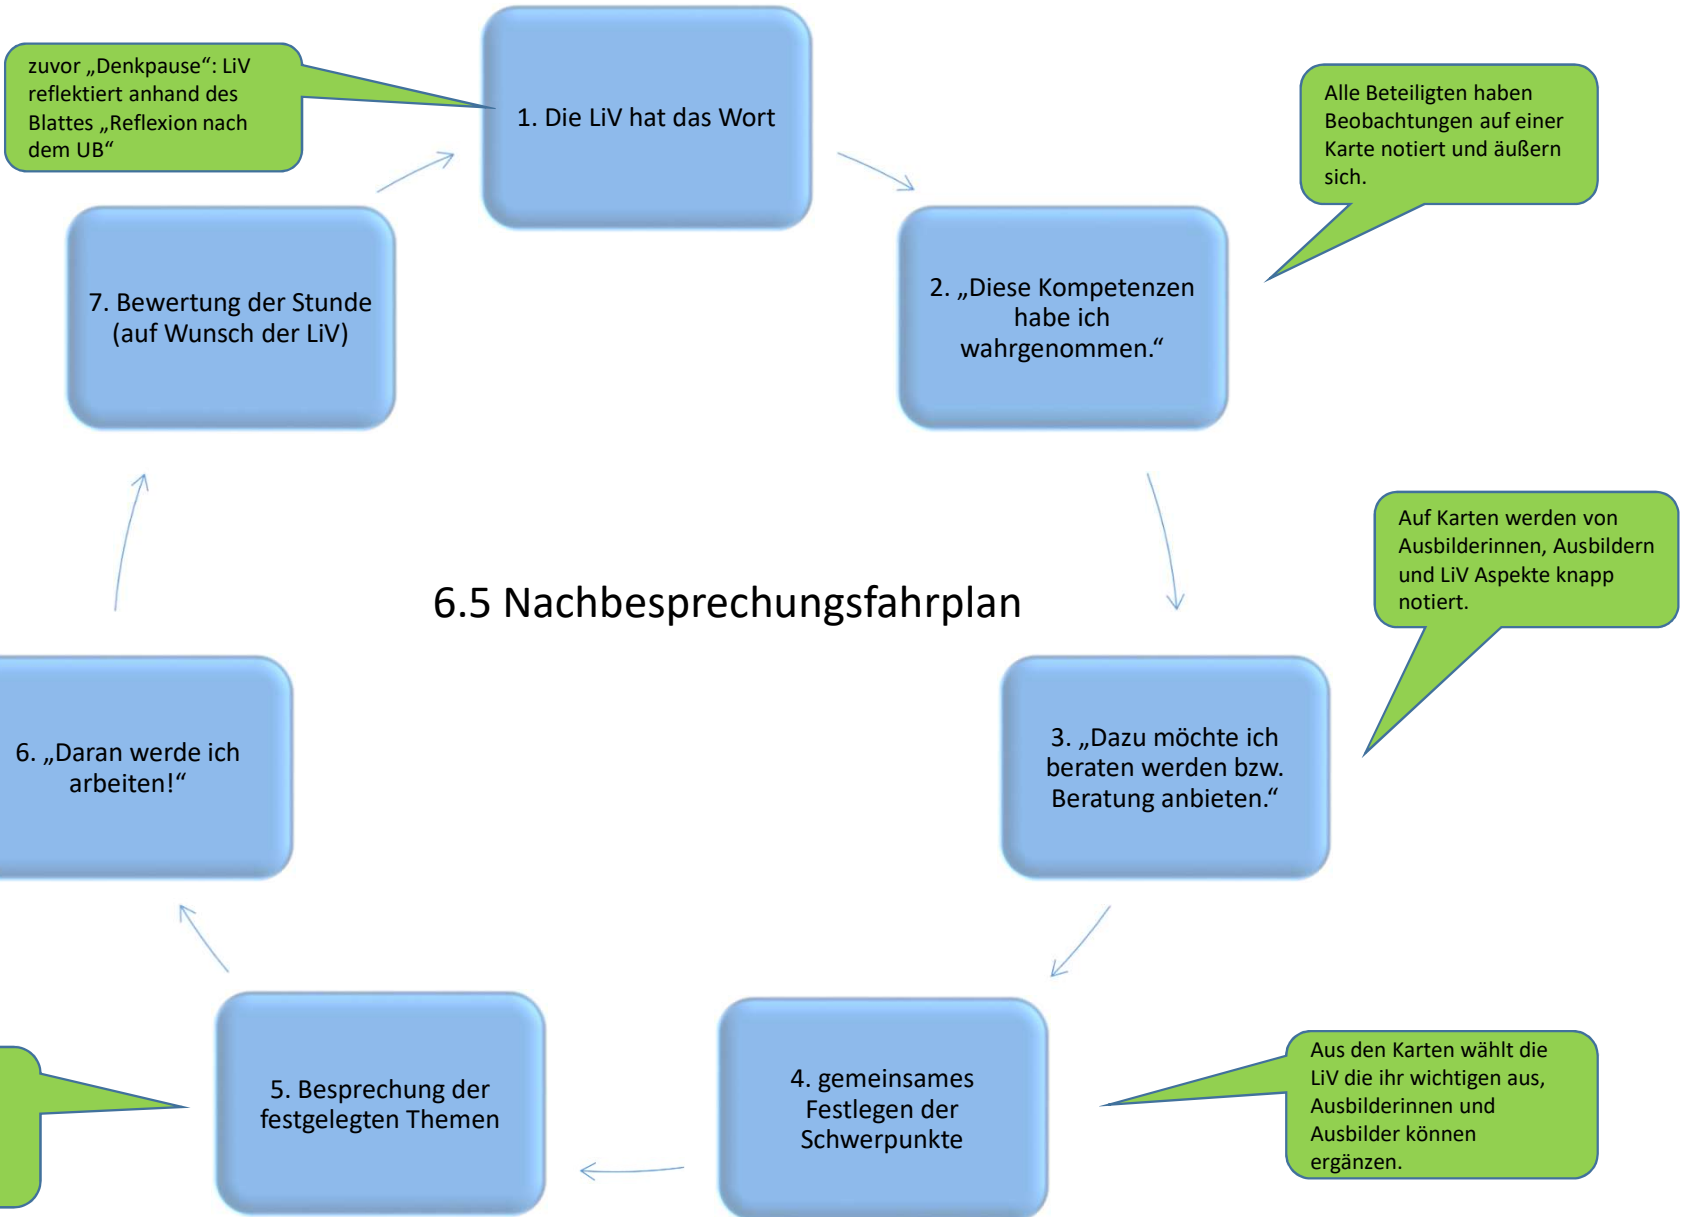 zuvor „Denkpause“: LiV
reflektiert anhand des
Blattes „Reflexion nach
dem UB“
1. Die LiV hat das Wort
Alle Beteiligten haben
Beobachtungen auf einer
Karte notiert und äußern
sich.
2. „Diese Kompetenzen
habe ich
wahrgenommen.“
7. Bewertung der Stunde
(auf Wunsch der LiV)
Auf Karten werden von
Ausbilderinnen, Ausbildern
und LiV Aspekte knapp
notiert.
6.5 Nachbesprechungsfahrplan
3. „Dazu möchte ich
beraten werden bzw.
Beratung anbieten.“
6. „Daran werde ich
arbeiten!“
Aus den Karten wählt die
LiV die ihr wichtigen aus,
Ausbilderinnen und
Ausbilder können
ergänzen.
4. gemeinsames
Festlegen der
Schwerpunkte
5. Besprechung der
festgelegten Themen